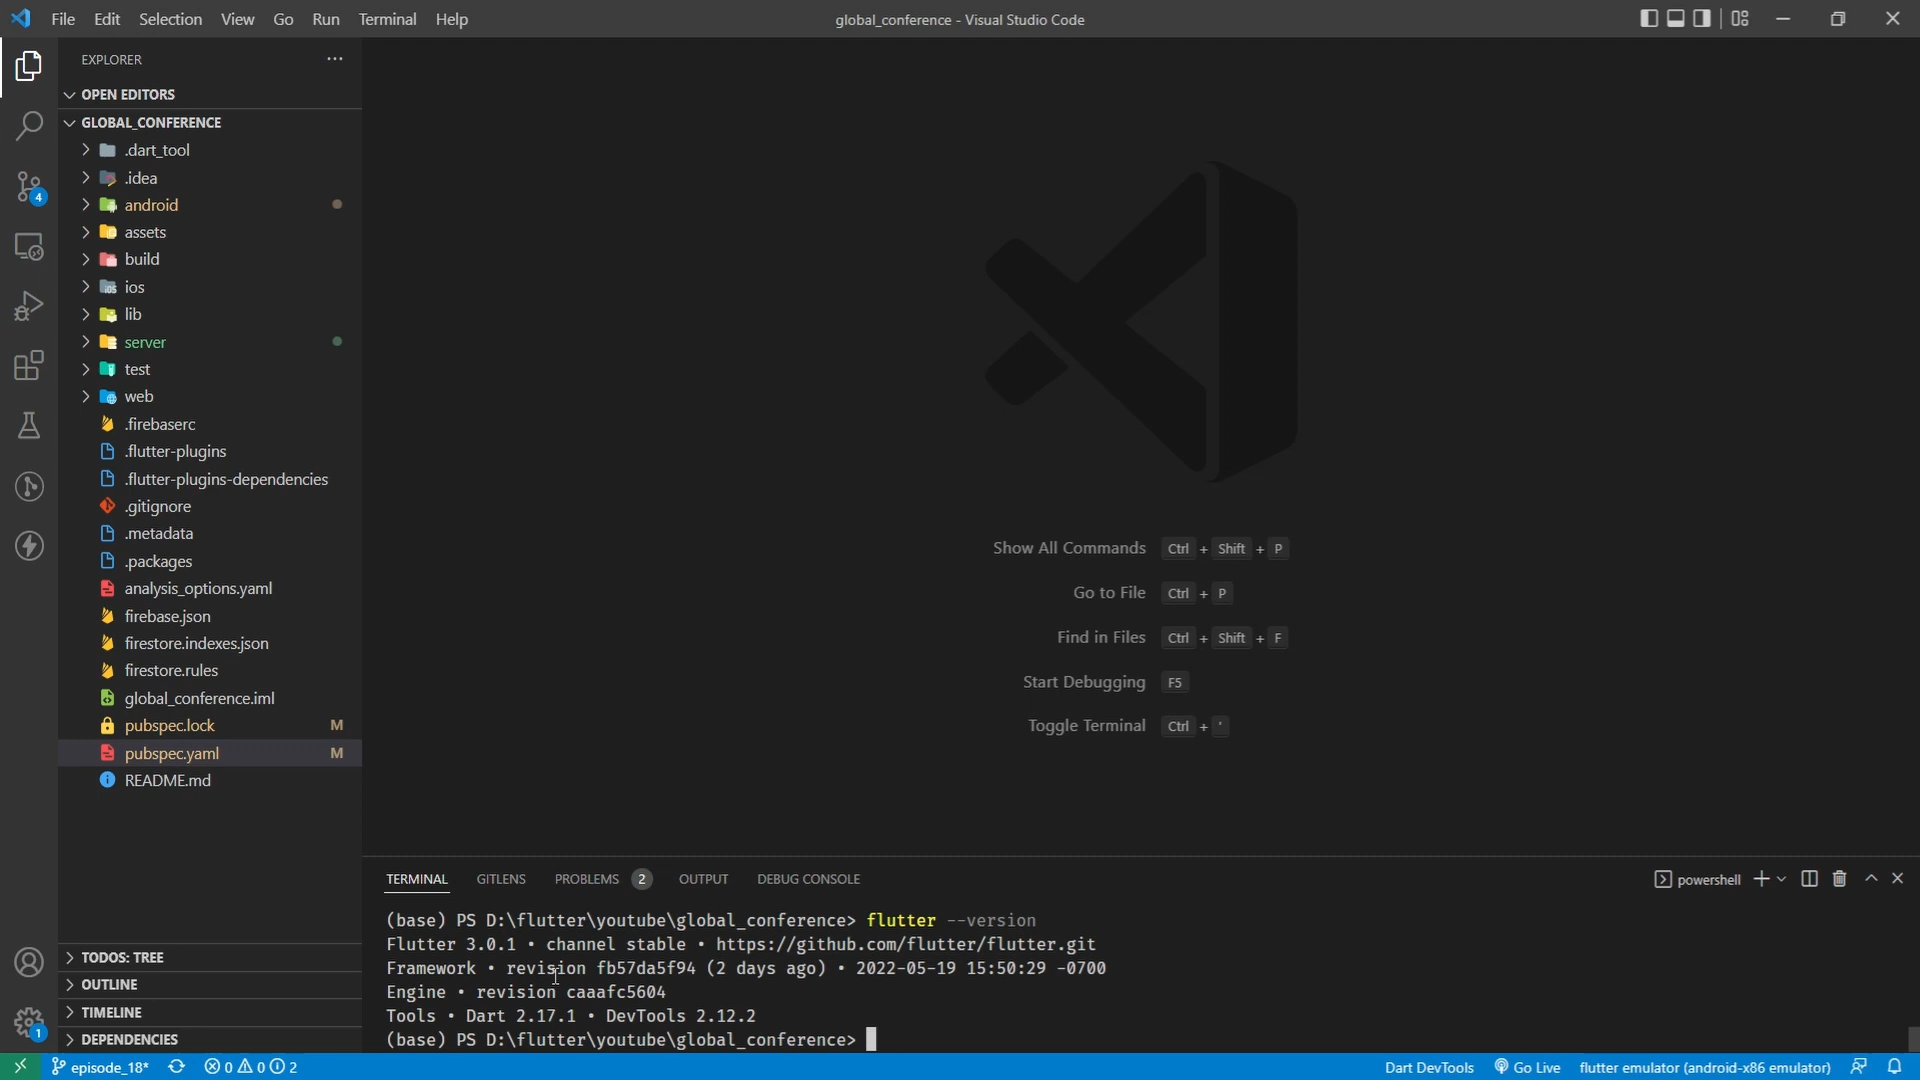 File Edit Selection View Go Run Terminal Help
global_conference - Visual Studio Code
EXPLORER
OPEN EDITORS
GLOBAL_CONFERENCE
.dart_tool
.idea
android
assets
build
ios
lib
server
test
web
.firebaserc
.flutter-plugins
.flutter-plugins-dependencies
.gitignore
.metadata
.packages
analysis_options.yaml
firebase.json
firestore.indexes.json
firestore.rules
global_conference.iml
pubspec.lock M
pubspec.yaml M
README.md
TODOS: TREE
OUTLINE
TIMELINE
DEPENDENCIES
4
1
Show All Commands Ctrl + Shift + P
Go to File Ctrl + P
Find in Files Ctrl + Shift + F
Start Debugging F5
Toggle Terminal Ctrl + '
TERMINAL GITLENS PROBLEMS 2 OUTPUT DEBUG CONSOLE
powershell
(base) PS D:\flutter\youtube\global_conference> flutter --version
Flutter 3.0.1 • channel stable • https://github.com/flutter/flutter.git
Framework • revision fb57da5f94 (2 days ago) • 2022-05-19 15:50:29 -0700
Engine • revision caaafc5604
Tools • Dart 2.17.1 • DevTools 2.12.2
(base) PS D:\flutter\youtube\global_conference>
episode_18* 0 0 2
Dart DevTools Go Live flutter emulator (android-x86 emulator)